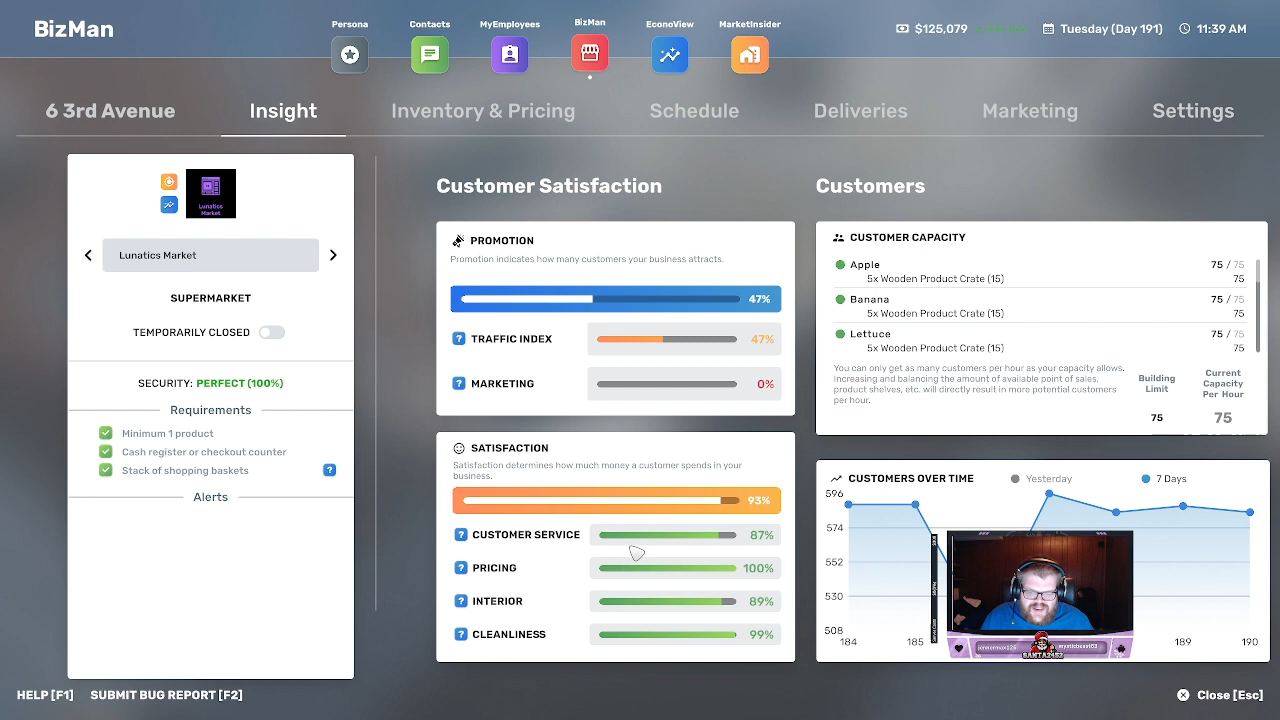 BizMan
Persona
Contacts
MyEmployees
BizMan
EconoView
MarketInsider
$125,079
Tuesday (Day 191)
11:39 AM
6 3rd Avenue
Insight
Inventory & Pricing
Schedule
Deliveries
Marketing
Settings
Lunatics
Market
Lunatics Market
SUPERMARKET
TEMPORARILY CLOSED
SECURITY: PERFECT (100%)
Requirements
Minimum 1 product
Cash register or checkout counter
Stack of shopping baskets
?
Alerts
Customer Satisfaction
PROMOTION
Promotion indicates how many customers your business attracts.
47%
? TRAFFIC INDEX 47%
? MARKETING 0%
SATISFACTION
Satisfaction determines how much money a customer spends in your
business.
93%
? CUSTOMER SERVICE 87%
? PRICING 100%
? INTERIOR 89%
? CLEANLINESS 99%
Customers
CUSTOMER CAPACITY
Apple 75 / 75
5x Wooden Product Crate (15) 75
Banana 75 / 75
5x Wooden Product Crate (15) 75
Lettuce 75 / 75
5x Wooden Product Crate (15) 75
You can only get as many customers per hour as your capacity allows.
Increasing and balancing the amount of available point of sales,
product shelves, etc. will directly result in more potential customers
per hour.
Building
Limit
75
Current
Capacity
Per Hour
75
CUSTOMERS OVER TIME
Yesterday
7 Days
596
574
552
530
508
184
185
189
190
jennermax125
mysticbeast63
SANTA2452
HELP [F1]
SUBMIT BUG REPORT [F2]
Close [Esc]